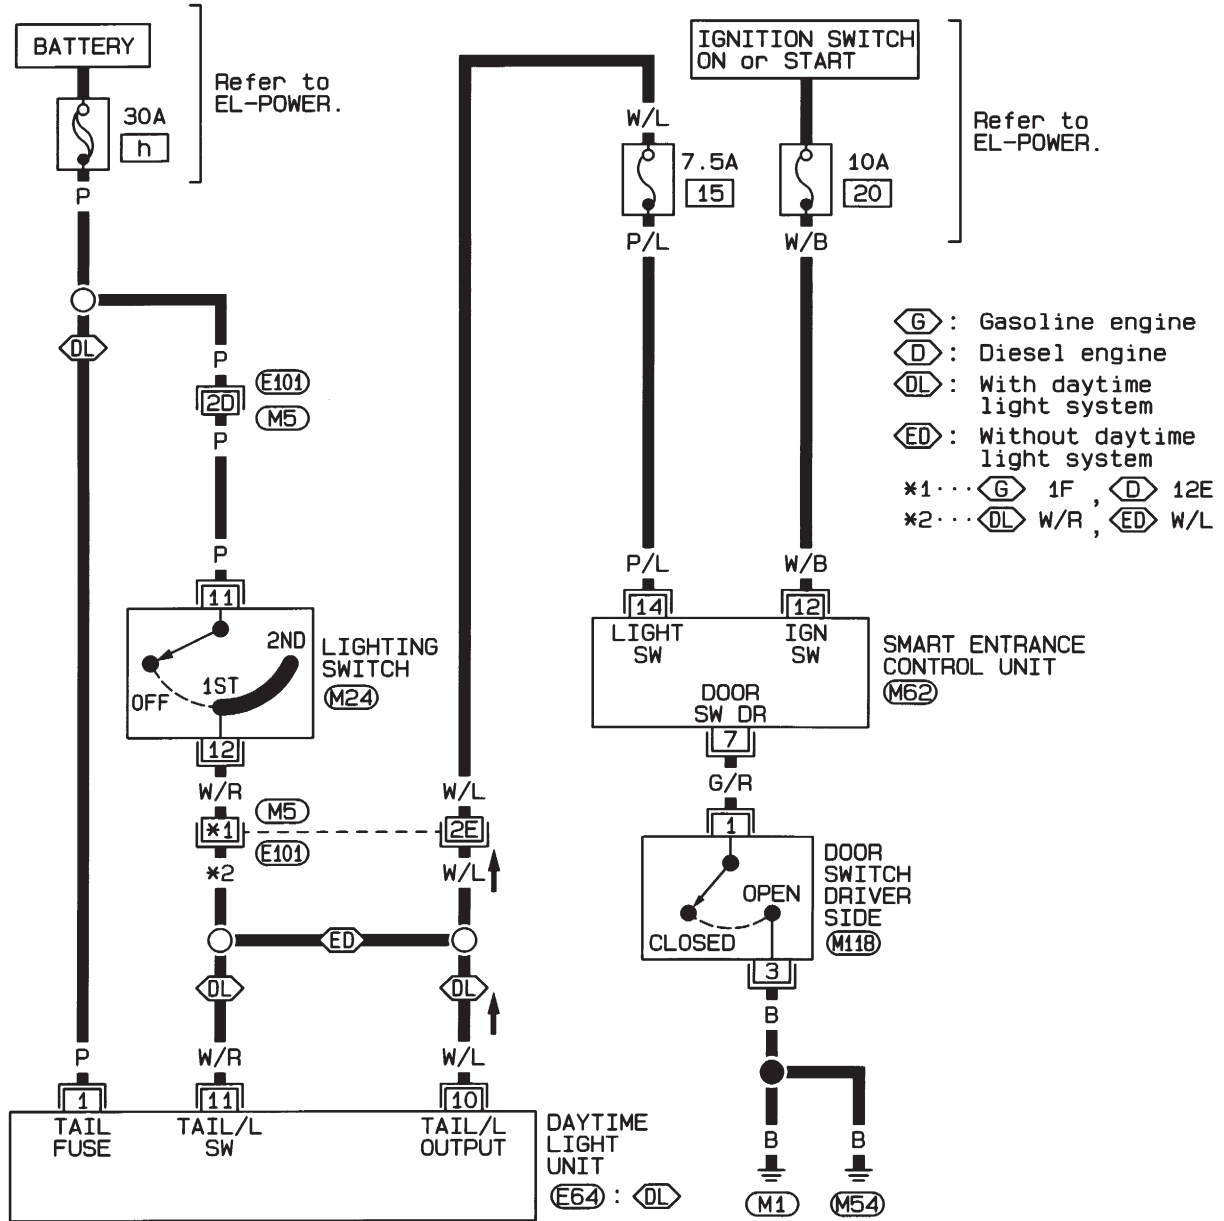 BATTERY
30A
h
Refer to
EL-POWER.
P
DL
P
2D
E101
M5
P
P
11
OFF
1ST
2ND
LIGHTING
SWITCH
M24
12
W/R
*1
M5
E101
*2
ED
DL
W/R
W/L
2E
W/L
DL
W/L
P
1
TAIL
FUSE
11
TAIL/L
SW
10
TAIL/L
OUTPUT
DAYTIME
LIGHT
UNIT
E64 : DL
IGNITION SWITCH
ON or START
W/L
7.5A
15
P/L
10A
20
W/B
Refer to
EL-POWER.
G : Gasoline engine
D : Diesel engine
DL : With daytime
light system
ED : Without daytime
light system
*1··· G 1F , D 12E
*2··· DL W/R , ED W/L
P/L
14
LIGHT
SW
W/B
12
IGN
SW
SMART ENTRANCE
CONTROL UNIT
M62
DOOR
SW DR
7
G/R
1
OPEN
CLOSED
DOOR
SWITCH
DRIVER
SIDE
M118
3
B
B
B
M1
M54